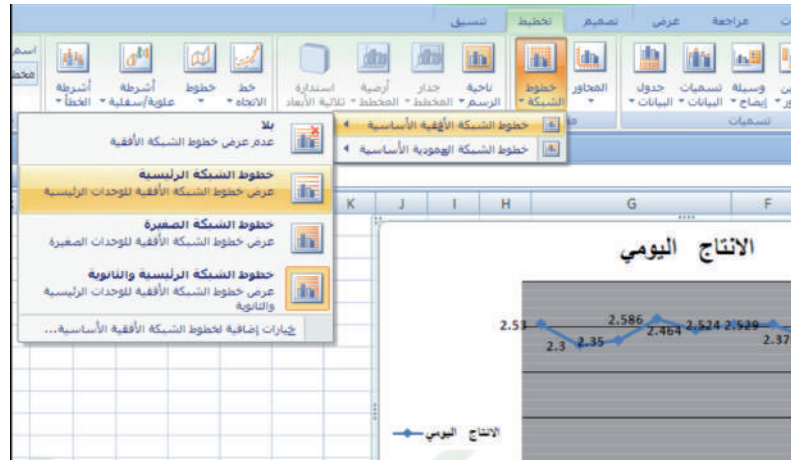 مراجعة عرض تصميم تخطيط تنسيق
وسيلة إيضاح تسميات البيانات جدول البيانات المحاور خطوط الشبكة ناحية الرسم جدار المخطط أرضية المخطط استدارة ثلاثية الأبعاد خط الاتجاه خطوط أشرطة علوية/سفلية أشرطة الخطأ
تسميات
خطوط الشبكة الأفقية الأساسية
خطوط الشبكة العمودية الأساسية
بلا
عدم عرض خطوط الشبكة الأفقية
خطوط الشبكة الرئيسية
عرض خطوط الشبكة الأفقية للوحدات الرئيسية
خطوط الشبكة الصغيرة
عرض خطوط الشبكة الأفقية للوحدات الصغيرة
خطوط الشبكة الرئيسية والثانوية
عرض خطوط الشبكة الأفقية للوحدات الرئيسية
والثانوية
خيارات إضافية لخطوط الشبكة الأفقية الأساسية...
K J I H G F
الانتاج اليومي
2.53 2.3 2.35 2.586 2.464 2.524 2.529 2.37
الانتاج اليومي